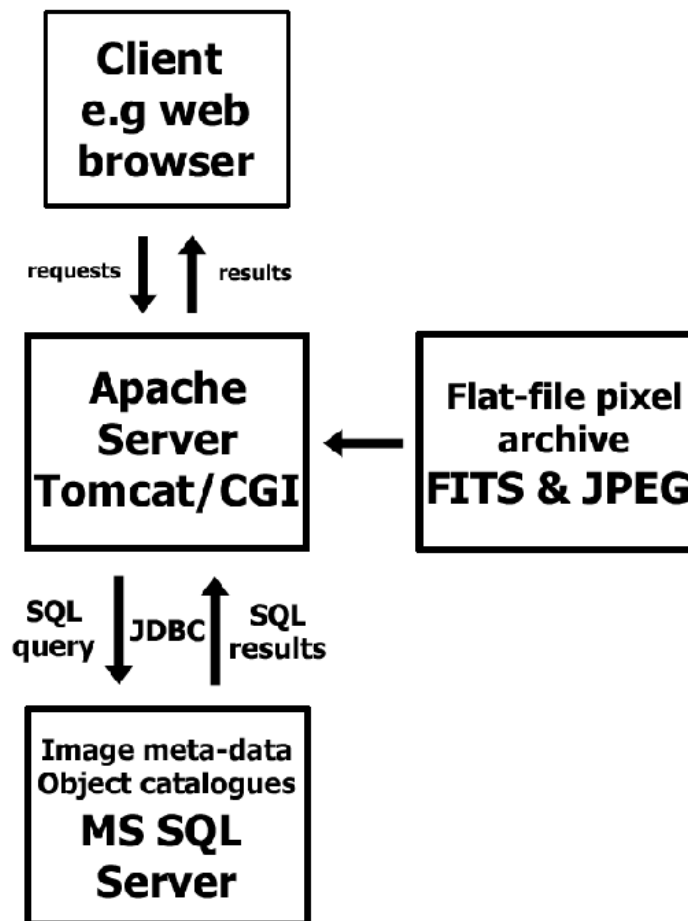 Client
e.g web
browser
requests
results
Apache
Server
Tomcat/CGI
Flat-file pixel
archive
FITS & JPEG
SQL
query
JDBC
SQL
results
Image meta-data
Object catalogues
MS SQL
Server